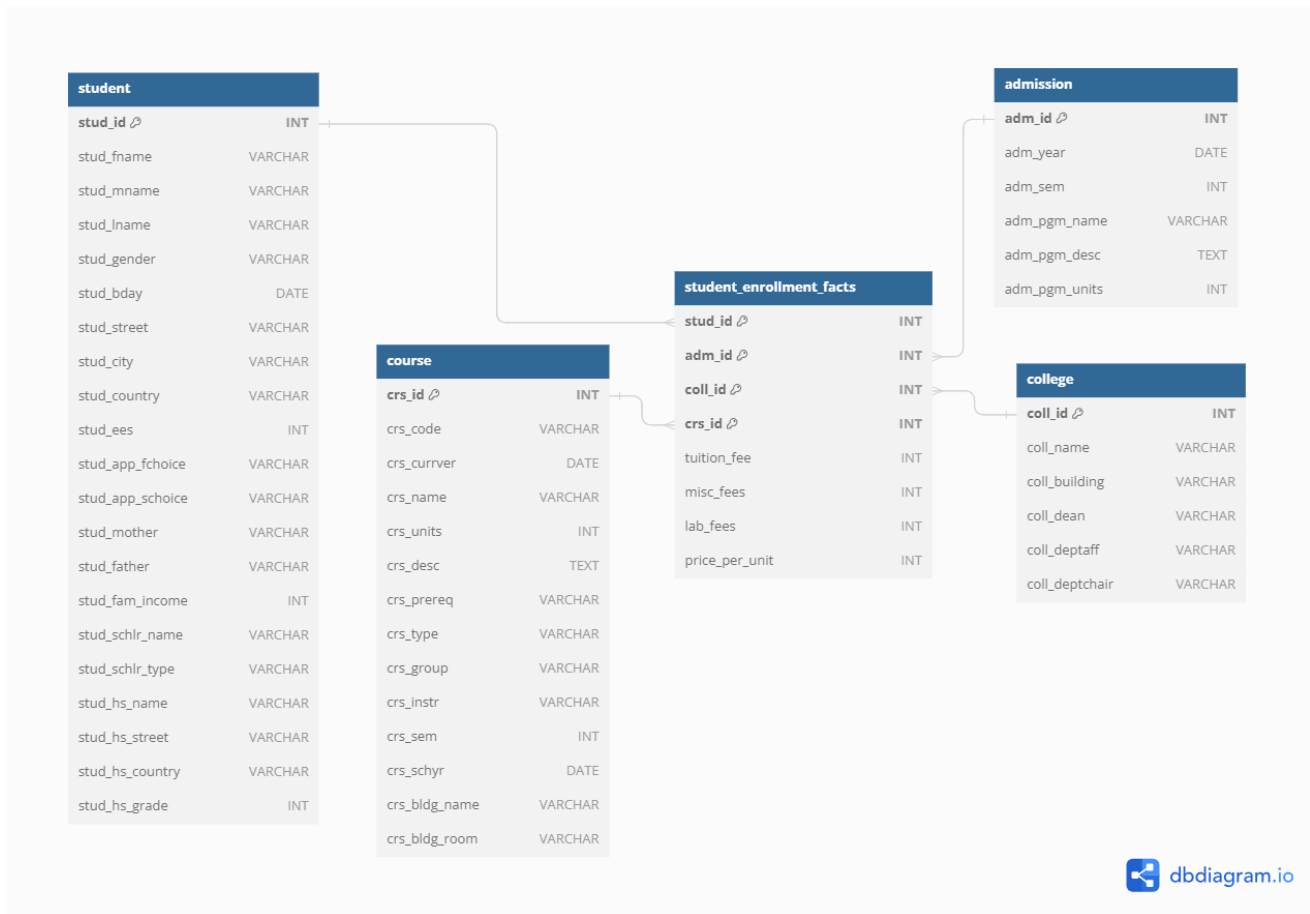 student
stud_id INT
stud_fname VARCHAR
stud_mname VARCHAR
stud_lname VARCHAR
stud_gender VARCHAR
stud_bday DATE
stud_street VARCHAR
stud_city VARCHAR
stud_country VARCHAR
stud_ees INT
stud_app_fchoice VARCHAR
stud_app_schoice VARCHAR
stud_mother VARCHAR
stud_father VARCHAR
stud_fam_income INT
stud_schlr_name VARCHAR
stud_schlr_type VARCHAR
stud_hs_name VARCHAR
stud_hs_street VARCHAR
stud_hs_country VARCHAR
stud_hs_grade INT
course
crs_id INT
crs_code VARCHAR
crs_currver DATE
crs_name VARCHAR
crs_units INT
crs_desc TEXT
crs_prereq VARCHAR
crs_type VARCHAR
crs_group VARCHAR
crs_instr VARCHAR
crs_sem INT
crs_schyr DATE
crs_bldg_name VARCHAR
crs_bldg_room VARCHAR
student_enrollment_facts
stud_id INT
adm_id INT
coll_id INT
crs_id INT
tuition_fee INT
misc_fees INT
lab_fees INT
price_per_unit INT
admission
adm_id INT
adm_year DATE
adm_sem INT
adm_pgm_name VARCHAR
adm_pgm_desc TEXT
adm_pgm_units INT
college
coll_id INT
coll_name VARCHAR
coll_building VARCHAR
coll_dean VARCHAR
coll_deptaff VARCHAR
coll_deptchair VARCHAR
dbdiagram.io